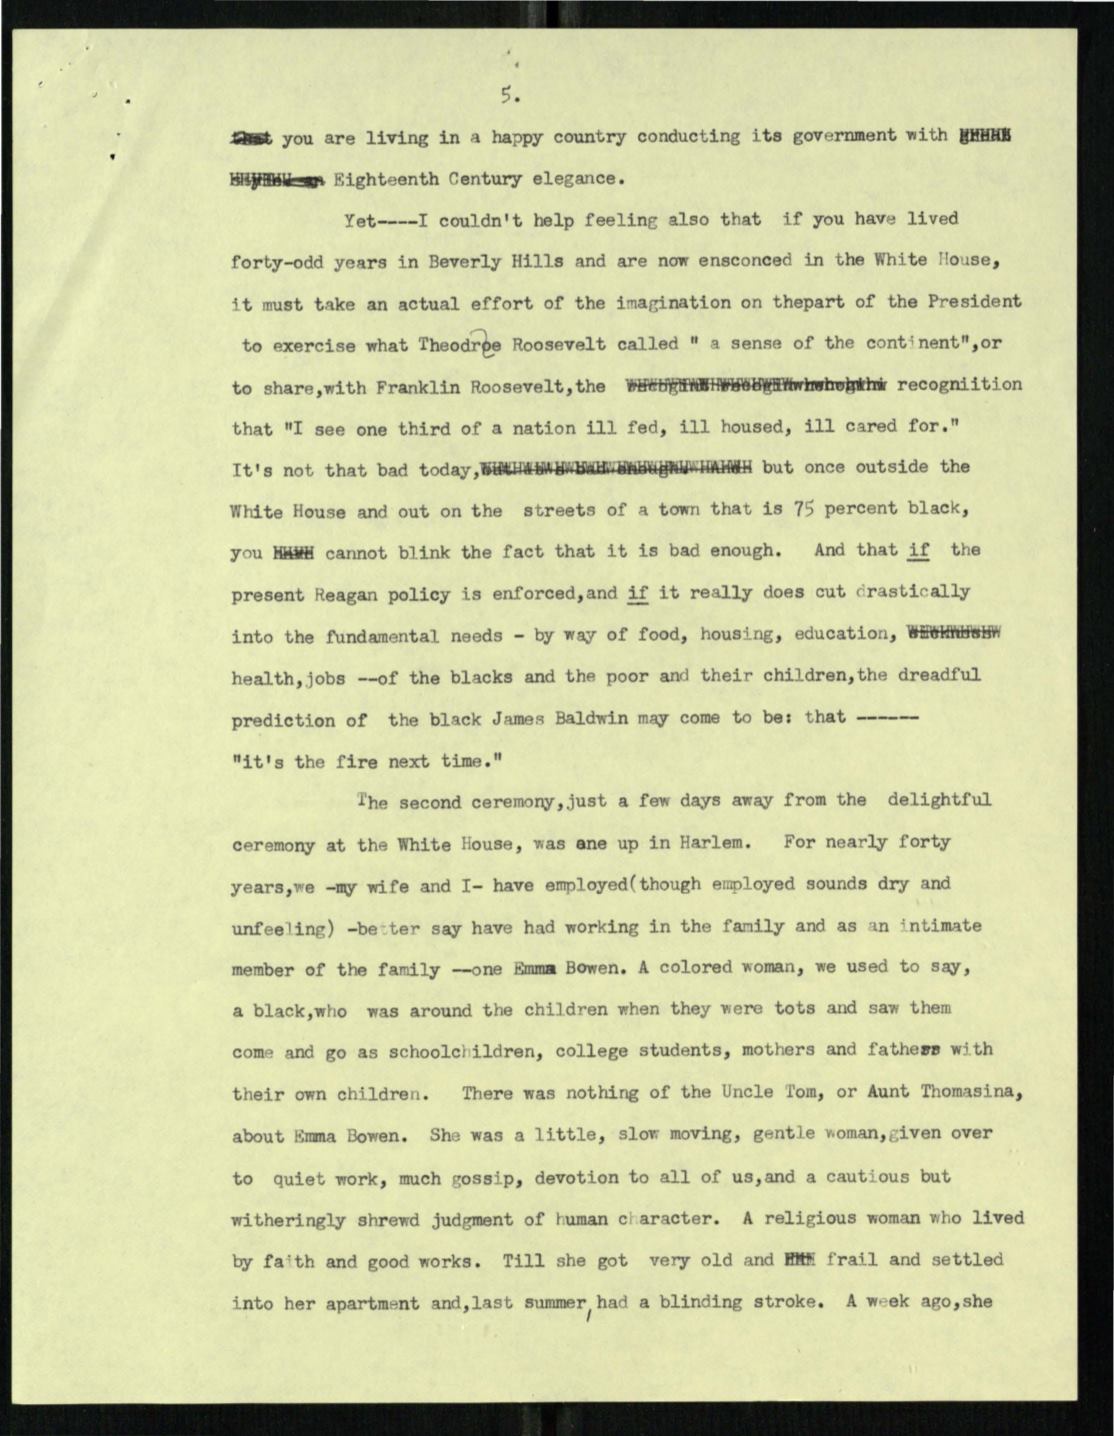 5.
you are living in a happy country conducting its government with
Eighteenth Century elegance.
Yet----I couldn't help feeling also that if you have lived
forty-odd years in Beverly Hills and are now ensconced in the White House,
it must take an actual effort of the imagination on thepart of the President
to exercise what Theodroe Roosevelt called " a sense of the continent",or
to share,with Franklin Roosevelt,the recogniition
that "I see one third of a nation ill fed, ill housed, ill cared for."
It's not that bad today, but once outside the
White House and out on the streets of a town that is 75 percent black,
you cannot blink the fact that it is bad enough. And that if the
present Reagan policy is enforced,and if it really does cut drastically
into the fundamental needs - by way of food, housing, education,
health,jobs --of the blacks and the poor and their children,the dreadful
prediction of the black James Baldwin may come to be: that ------
"it's the fire next time."
The second ceremony,just a few days away from the delightful
ceremony at the White House, was one up in Harlem. For nearly forty
years,we -my wife and I- have employed(though employed sounds dry and
unfeeling) -better say have had working in the family and as an intimate
member of the family --one Emma Bowen. A colored woman, we used to say,
a black,who was around the children when they were tots and saw them
come and go as schoolchildren, college students, mothers and fathers with
their own children. There was nothing of the Uncle Tom, or Aunt Thomasina,
about Emma Bowen. She was a little, slow moving, gentle woman,given over
to quiet work, much gossip, devotion to all of us,and a cautious but
witheringly shrewd judgment of human character. A religious woman who lived
by faith and good works. Till she got very old and frail and settled
into her apartment and,last summer, had a blinding stroke. A week ago,she